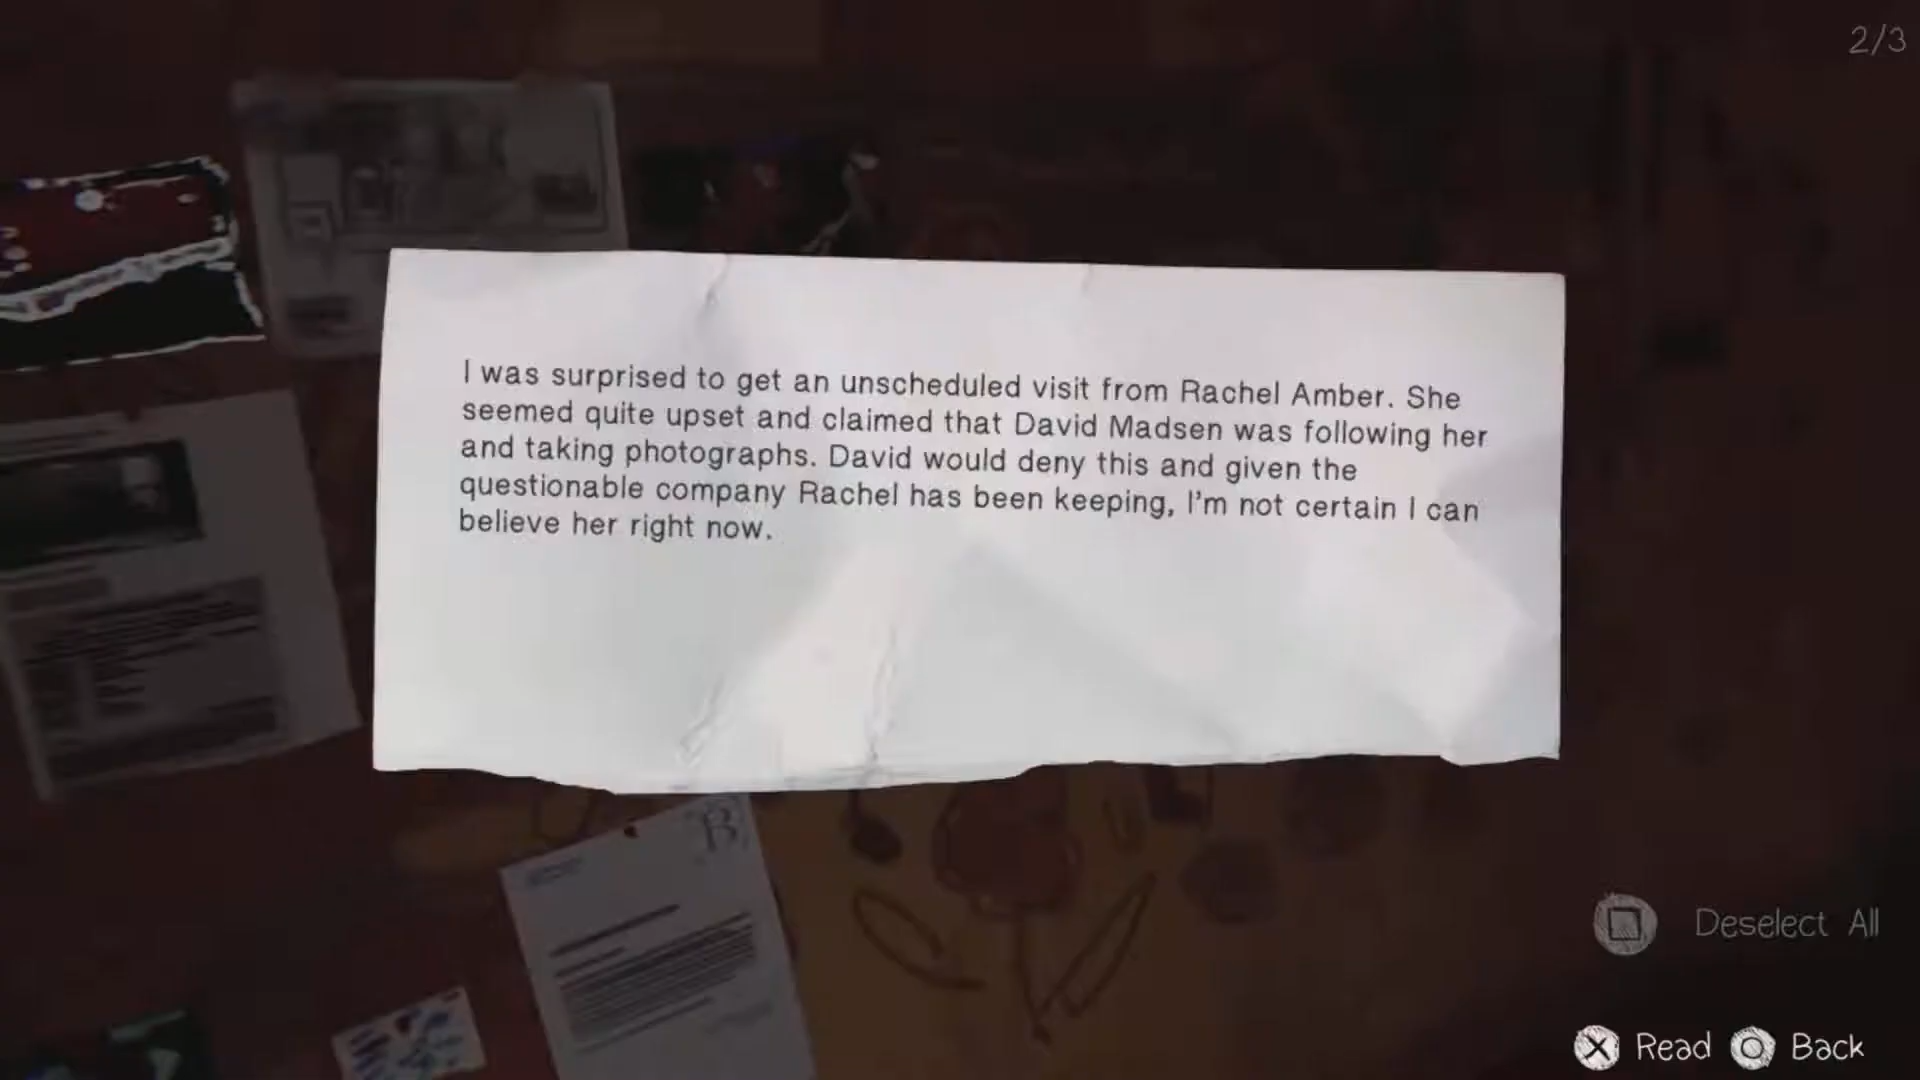 2/3
I was surprised to get an unscheduled visit from Rachel Amber. She
seemed quite upset and claimed that David Madsen was following her
and taking photographs. David would deny this and given the
questionable company Rachel has been keeping, I'm not certain I can
believe her right now.
B
Deselect All
Read Back